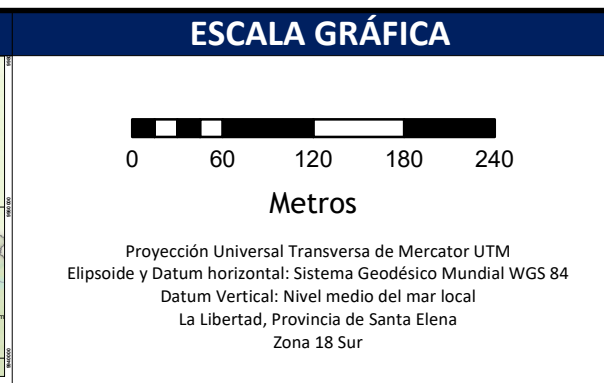 ESCALA GRÁFICA
0 60 120 180 240
Metros
Proyección Universal Transversa de Mercator UTM
Elipsoide y Datum horizontal: Sistema Geodésico Mundial WGS 84
Datum Vertical: Nivel medio del mar local
La Libertad, Provincia de Santa Elena
Zona 18 Sur